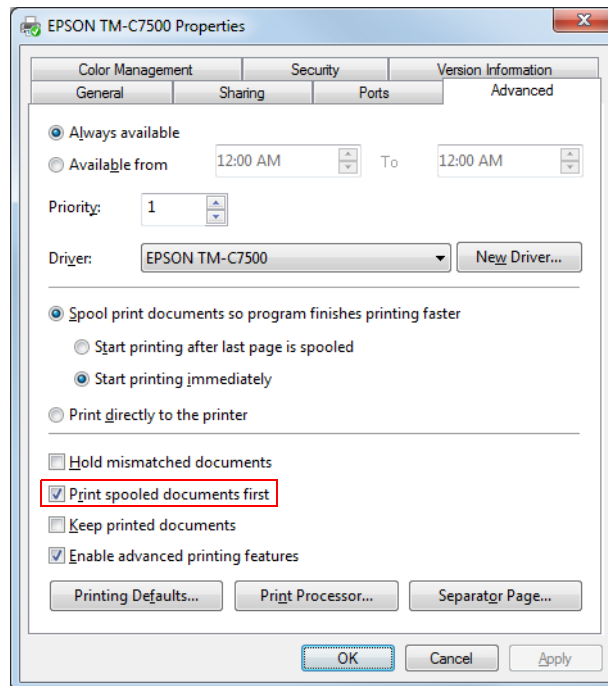 EPSON TM-C7500 Properties
Color Management Security Version Information
General Sharing Ports Advanced
Always available
Available from 12:00 AM To 12:00 AM
Priority: 1
Driver: EPSON TM-C7500 New Driver...
Spool print documents so program finishes printing faster
Start printing after last page is spooled
Start printing immediately
Print directly to the printer
Hold mismatched documents
Print spooled documents first
Keep printed documents
Enable advanced printing features
Printing Defaults... Print Processor... Separator Page...
OK Cancel Apply